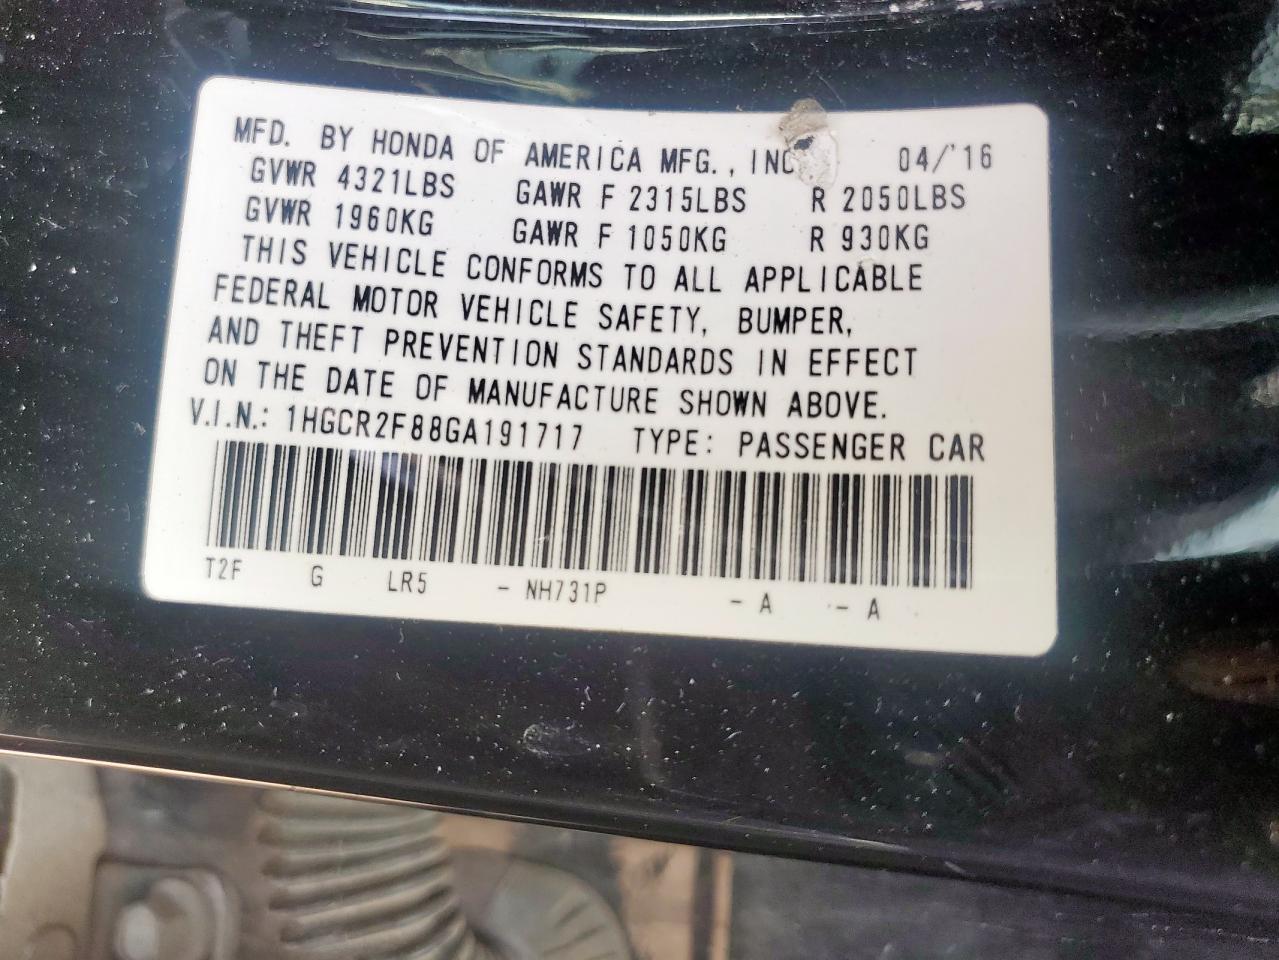 MFD. BY HONDA OF AMERICA MFG., INC. 04/'16
GVWR 4321LBS GAWR F 2315LBS R 2050LBS
GVWR 1960KG GAWR F 1050KG R 930KG
THIS VEHICLE CONFORMS TO ALL APPLICABLE
FEDERAL MOTOR VEHICLE SAFETY, BUMPER,
AND THEFT PREVENTION STANDARDS IN EFFECT
ON THE DATE OF MANUFACTURE SHOWN ABOVE.
V.I.N.: 1HGCR2F88GA191717 TYPE: PASSENGER CAR
T2F G LR5 - NH731P - A - A